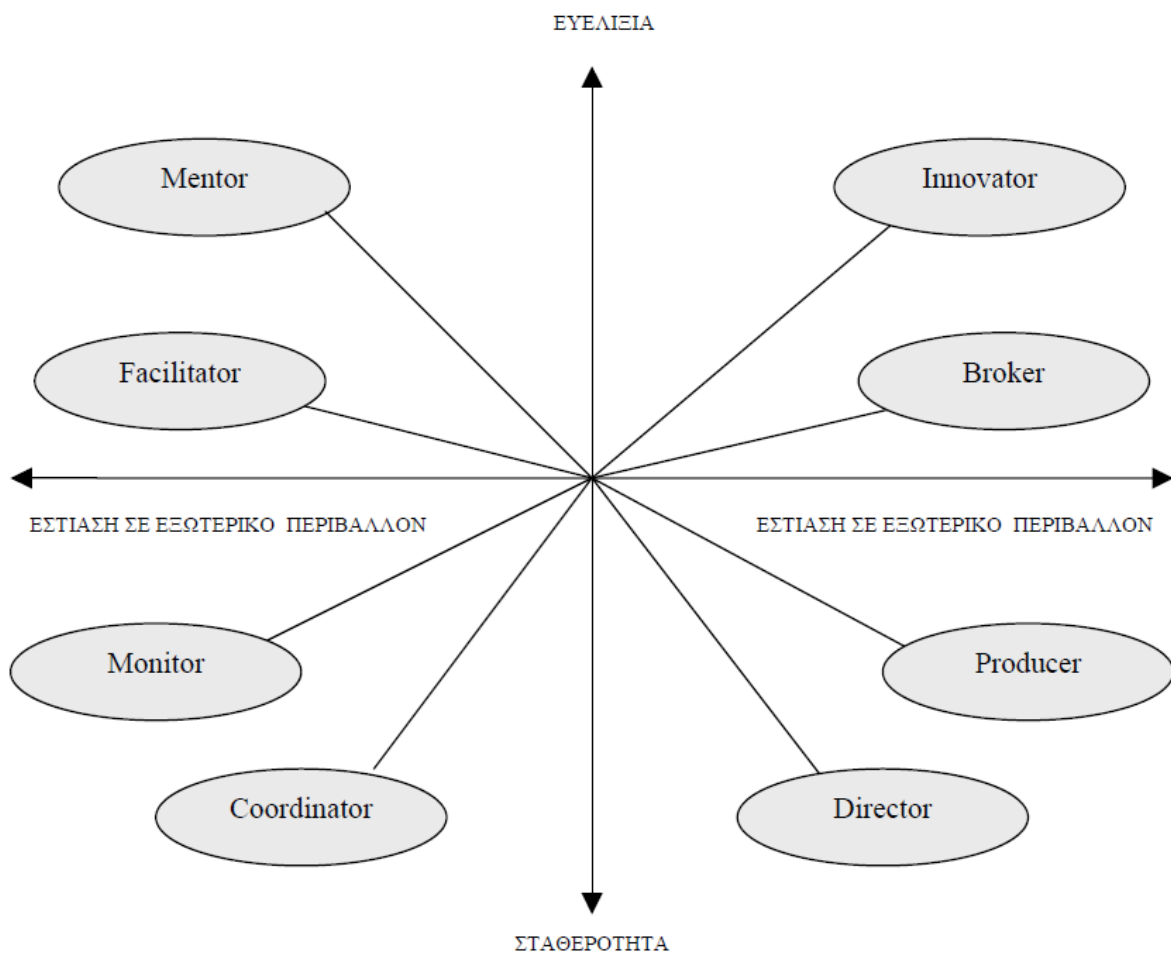 ΕΥΕΛΙΞΙΑ
Mentor
Innovator
Facilitator
Broker
ΕΣΤΙΑΣΗ ΣΕ ΕΞΩΤΕΡΙΚΟ ΠΕΡΙΒΑΛΛΟΝ
ΕΣΤΙΑΣΗ ΣΕ ΕΞΩΤΕΡΙΚΟ ΠΕΡΙΒΑΛΛΟΝ
Monitor
Producer
Coordinator
Director
ΣΤΑΘΕΡΟΤΗΤΑ